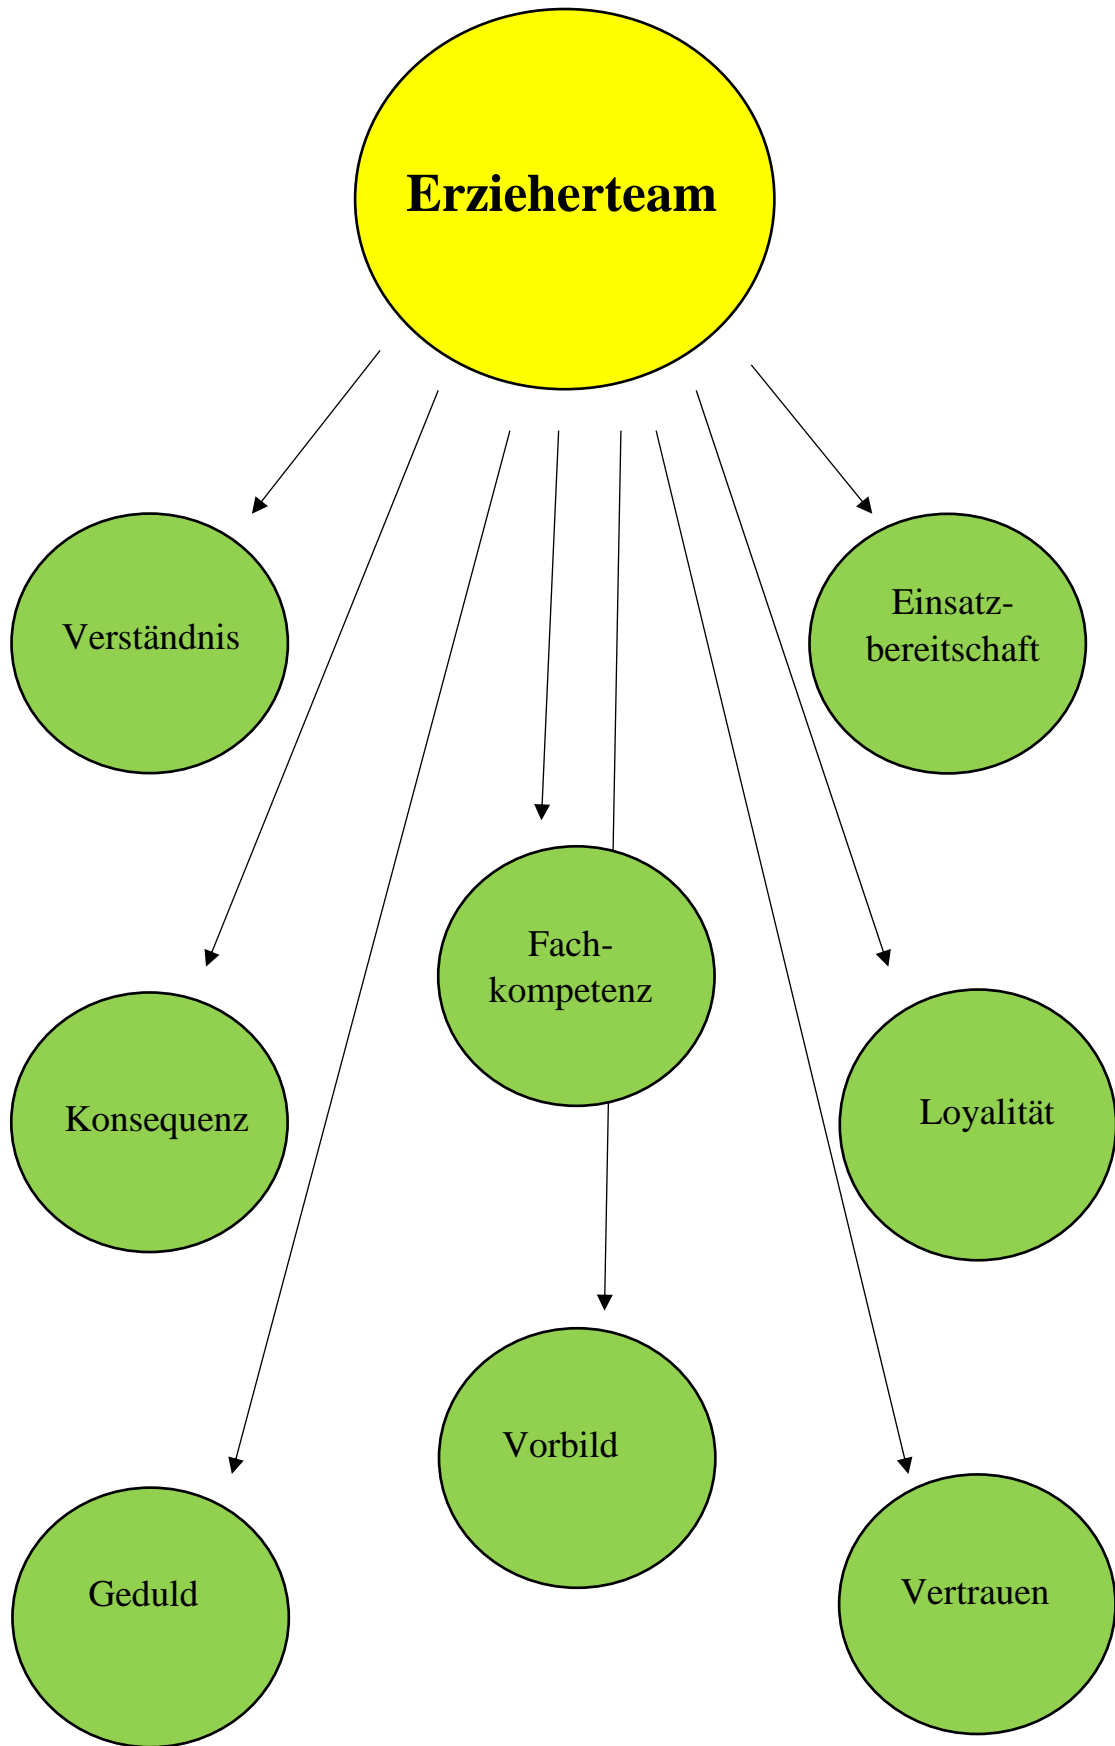 Erzieherteam
Verständnis
Einsatz-
bereitschaft
Fach-
kompetenz
Konsequenz
Loyalität
Vorbild
Geduld
Vertrauen